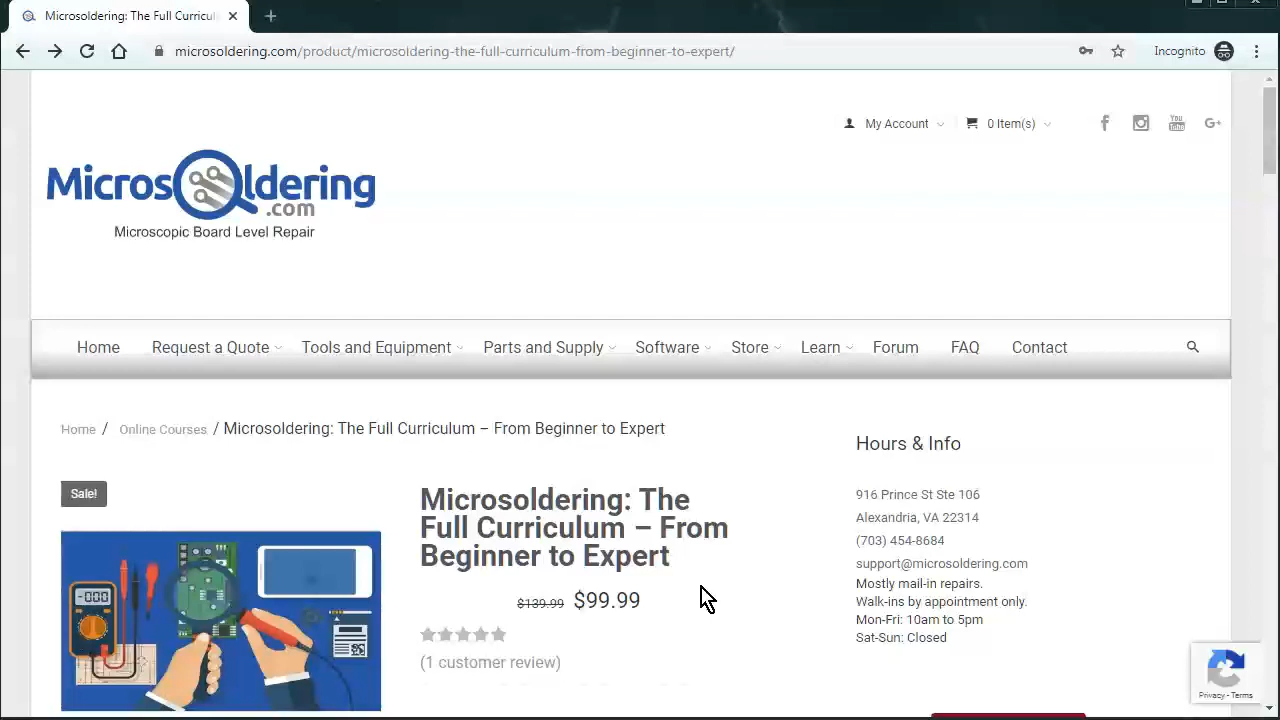 Microsoldering: The Full Curricul
microsoldering.com/product/microsoldering-the-full-curriculum-from-beginner-to-expert/
Incognito
My Account
0 Item(s)
You Tube
G+
Microsoldering
.com
Microscopic Board Level Repair
Home Request a Quote Tools and Equipment Parts and Supply Software Store Learn Forum FAQ Contact
Home / Online Courses / Microsoldering: The Full Curriculum – From Beginner to Expert
Sale!
Microsoldering: The
Full Curriculum – From
Beginner to Expert
$139.99 $99.99
(1 customer review)
Hours & Info
916 Prince St Ste 106
Alexandria, VA 22314
(703) 454-8684
support@microsoldering.com
Mostly mail-in repairs.
Walk-ins by appointment only.
Mon-Fri: 10am to 5pm
Sat-Sun: Closed
Privacy - Terms